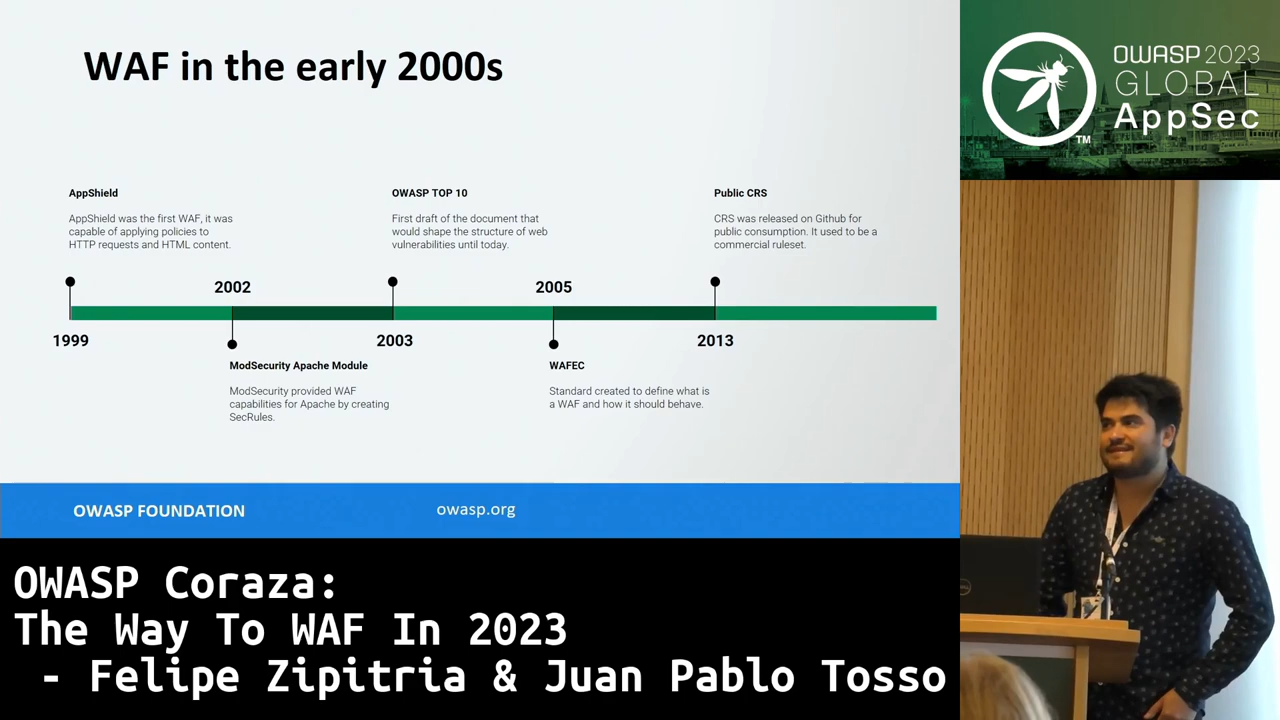 WAF in the early 2000s
AppShield
AppShield was the first WAF, it was
capable of applying policies to
HTTP requests and HTML content.
OWASP TOP 10
First draft of the document that
would shape the structure of web
vulnerabilities until today.
Public CRS
CRS was released on Github for
public consumption. It used to be a
commercial ruleset.
2002
2005
1999
2003
2013
ModSecurity Apache Module
ModSecurity provided WAF
capabilities for Apache by creating
SecRules.
WAFEC
Standard created to define what is
a WAF and how it should behave.
OWASP FOUNDATION
owasp.org
OWASP Coraza:
The Way To WAF In 2023
- Felipe Zipitria & Juan Pablo Tosso
OWASP 2023
GLOBAL
AppSec
TM